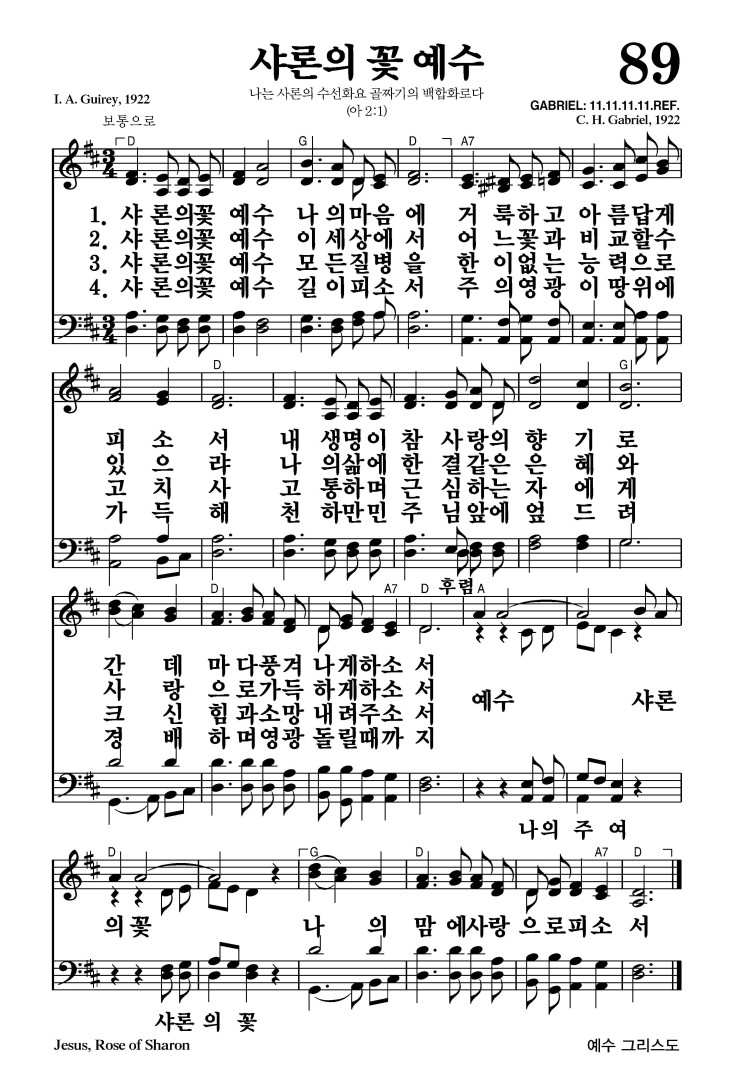 샤론의 꽃 예수
89
나는 사론의 수선화요 골짜기의 백합화로다
(아 2:1)
I. A. Guirey, 1922
GABRIEL: 11.11.11.11.REF.
C. H. Gabriel, 1922
보통으로
D G D A7
1. 샤 론의꽃 예수 나 의마음 에 거 룩하 고 아 름답게
2. 샤 론의꽃 예수 이 세상에 서 어 느꽃 과 비 교할수
3. 샤 론의꽃 예수 모 든질병 을 한 이없 는 능 력으로
4. 샤 론의꽃 예수 길 이피소 서 주 의영 광 이 땅위에
D G
피 소 서 내 생명이 참 사 랑의 향 기 로
있 으 랴 나 의삶에 한 결같은 은 혜 와
고 치 사 고 통하며 근 심하는 자 에 게
가 득 해 천 하만민 주 님앞에 엎 드 려
후렴
D A7 D A
간 데 마 다풍겨 나게하소 서
사 랑 으 로가득 하게하소 서
크 신 힘 과소망 내려주소 서
경 배 하 며영광 돌릴때까 지
예수 샤론
나의 주 여
D G D A7 D
의꽃 나 의 맘 에사랑 으로피소 서
샤론 의 꽃
Jesus, Rose of Sharon
예수 그리스도